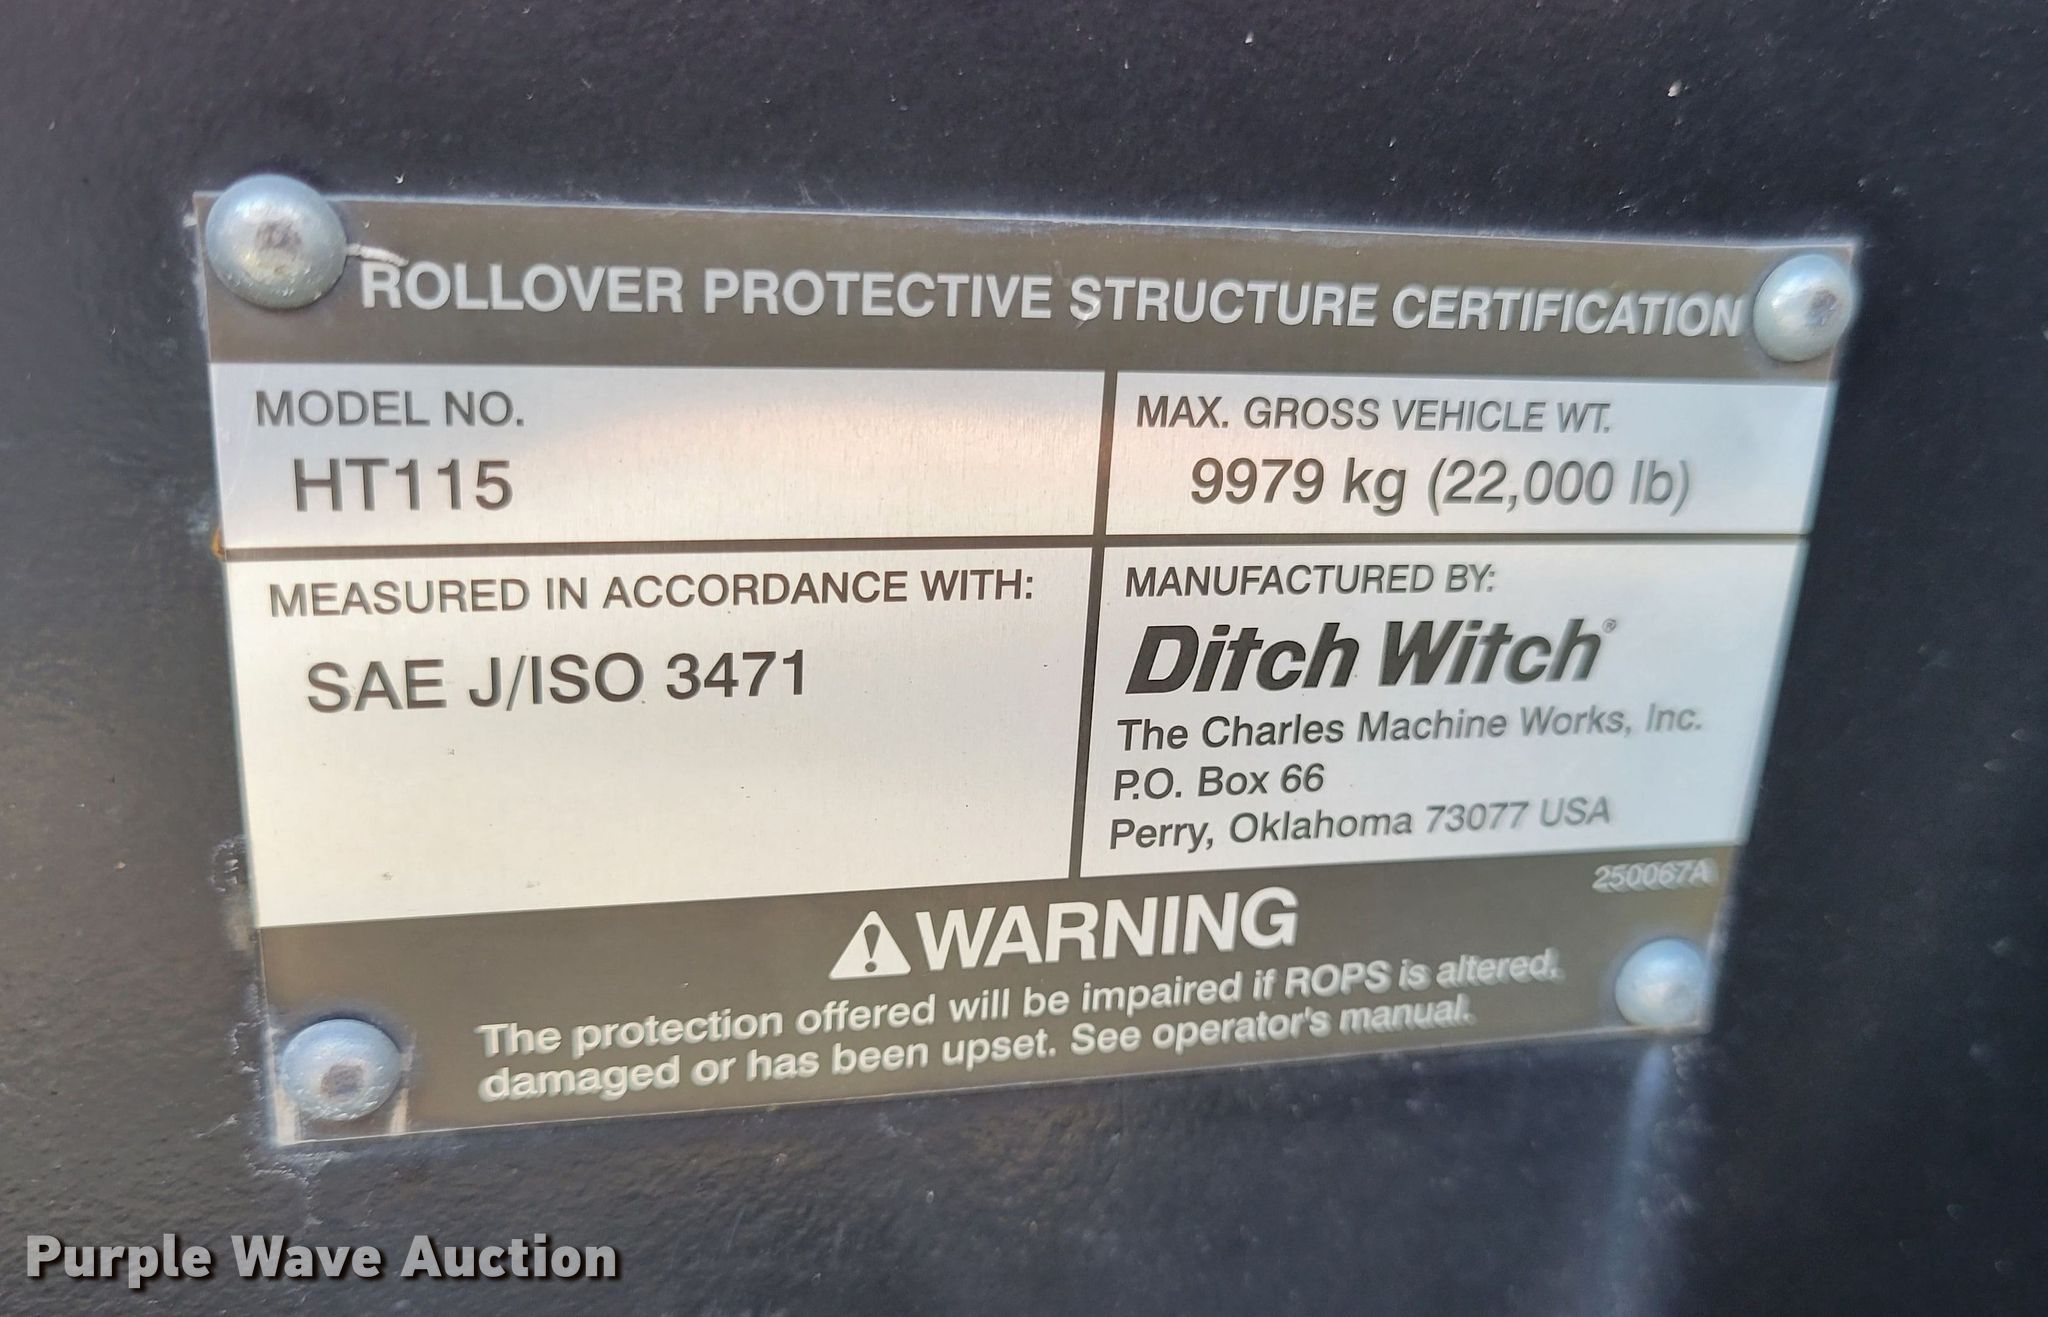 ROLLOVER PROTECTIVE STRUCTURE CERTIFICATION
MODEL NO.
HT115
MAX. GROSS VEHICLE WT.
9979 kg (22,000 lb)
MEASURED IN ACCORDANCE WITH:
SAE J/ISO 3471
MANUFACTURED BY:
Ditch Witch®
The Charles Machine Works, Inc.
P.O. Box 66
Perry, Oklahoma 73077 USA
250067A
WARNING
The protection offered will be impaired if ROPS is altered,
damaged or has been upset. See operator's manual.
Purple Wave Auction